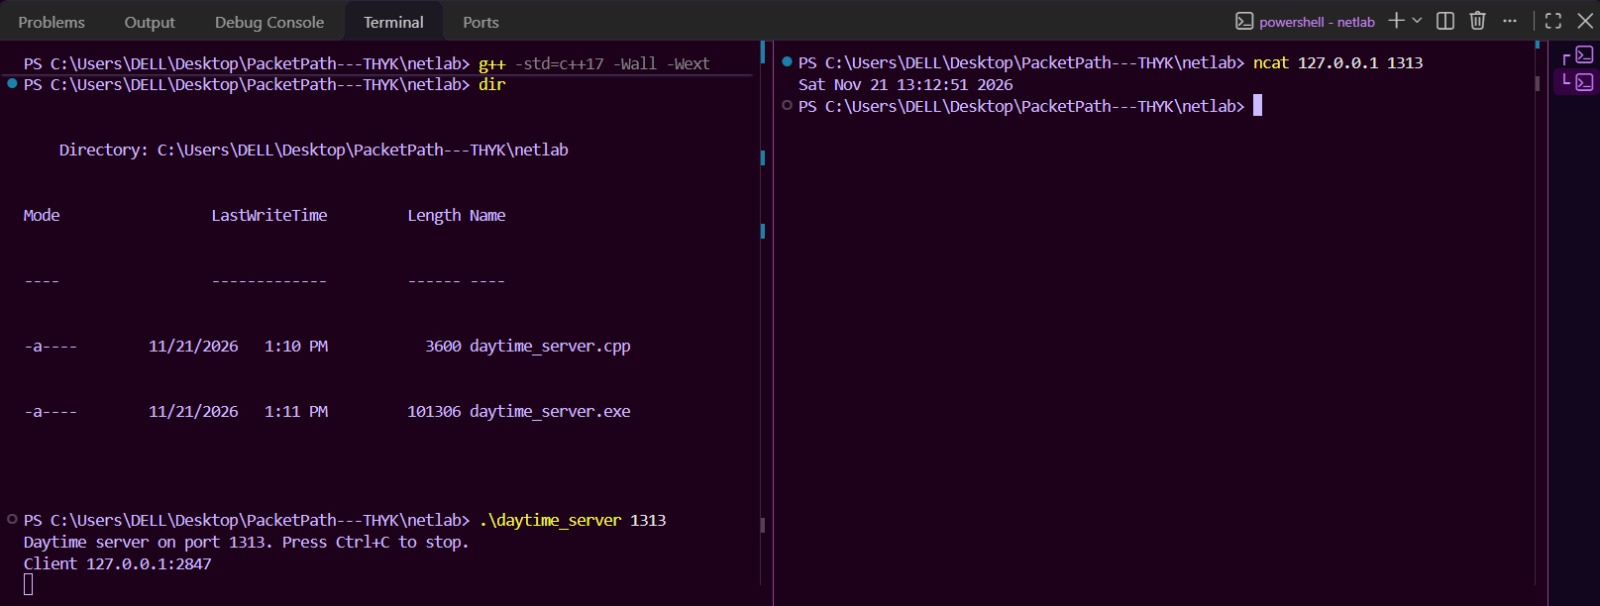 Problems Output Debug Console Terminal Ports powershell - netlab
PS C:\Users\DELL\Desktop\PacketPath---THYK\netlab> g++ -std=c++17 -Wall -Wext
PS C:\Users\DELL\Desktop\PacketPath---THYK\netlab> dir
Directory: C:\Users\DELL\Desktop\PacketPath---THYK\netlab
Mode LastWriteTime Length Name
---- ------------- ------ ----
-a---- 11/21/2026 1:10 PM 3600 daytime_server.cpp
-a---- 11/21/2026 1:11 PM 101306 daytime_server.exe
PS C:\Users\DELL\Desktop\PacketPath---THYK\netlab> .\daytime_server 1313
Daytime server on port 1313. Press Ctrl+C to stop.
Client 127.0.0.1:2847
PS C:\Users\DELL\Desktop\PacketPath---THYK\netlab> ncat 127.0.0.1 1313
Sat Nov 21 13:12:51 2026
PS C:\Users\DELL\Desktop\PacketPath---THYK\netlab>